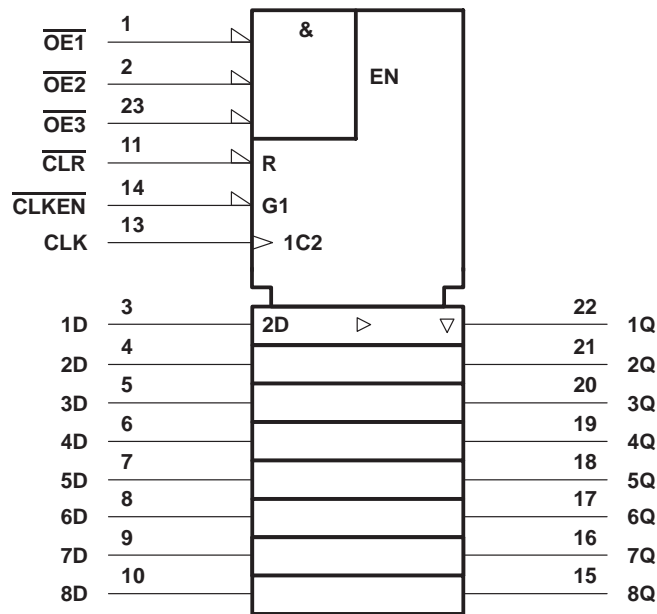 1
&
OE1
2
EN
OE2
23
OE3
11
CLR
R
14
CLKEN
G1
13
CLK
1C2
3
22
1D
2D
1Q
4
21
2D
2Q
5
20
3D
3Q
6
19
4D
4Q
7
18
5D
5Q
8
17
6D
6Q
9
16
7D
7Q
10
15
8D
8Q